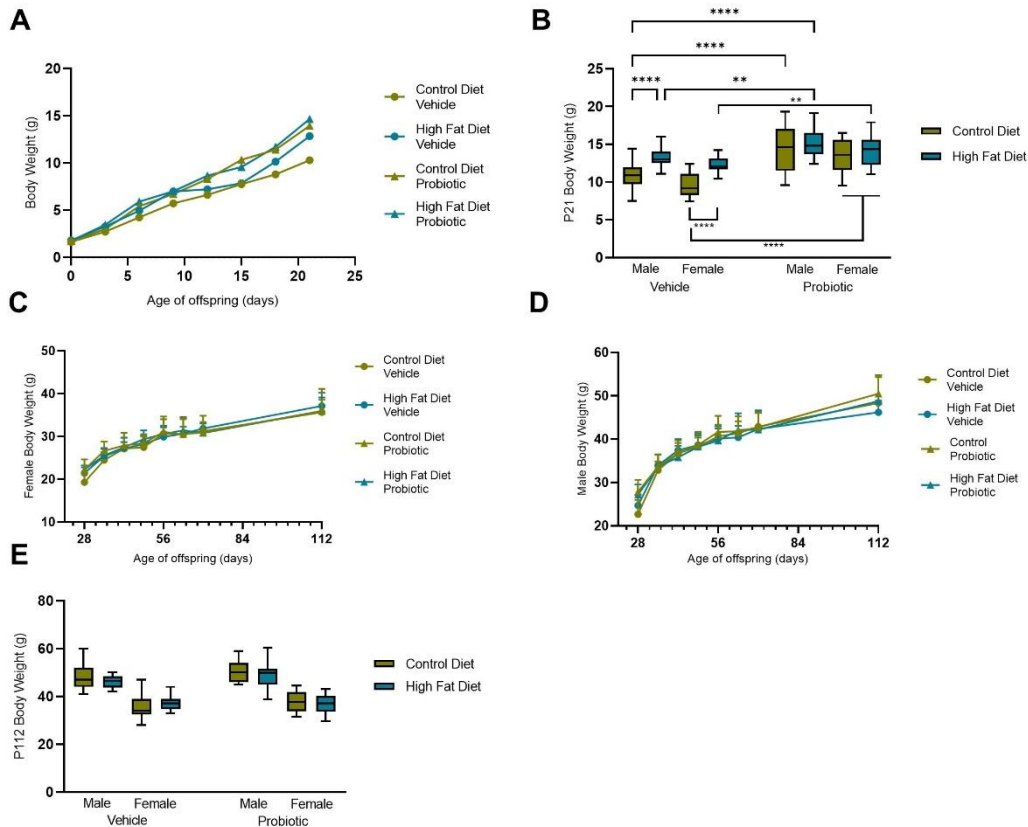 A
20
15
10
5
0
Body Weight (g)
0 5 10 15 20 25
Age of offspring (days)
Control Diet
Vehicle
High Fat Diet
Vehicle
Control Diet
Probiotic
High Fat Diet
Probiotic
B
****
****
**** **
**
25
20
15
10
5
0
P21 Body Weight (g)
****
****
Male Female Male Female
Vehicle Probiotic
Control Diet
High Fat Diet
C
50
40
30
20
10
Female Body Weight (g)
28 56 84 112
Age of offspring (days)
Control Diet
Vehicle
High Fat Diet
Vehicle
Control Diet
Probiotic
High Fat Diet
Probiotic
D
60
50
40
30
20
Male Body Weight (g)
28 56 84 112
Age of offspring (days)
Control Diet
Vehicle
High Fat Diet
Vehicle
Control
Probiotic
High Fat Diet
Probiotic
E
80
60
40
20
0
P112 Body Weight (g)
Male Female Male Female
Vehicle Probiotic
Control Diet
High Fat Diet